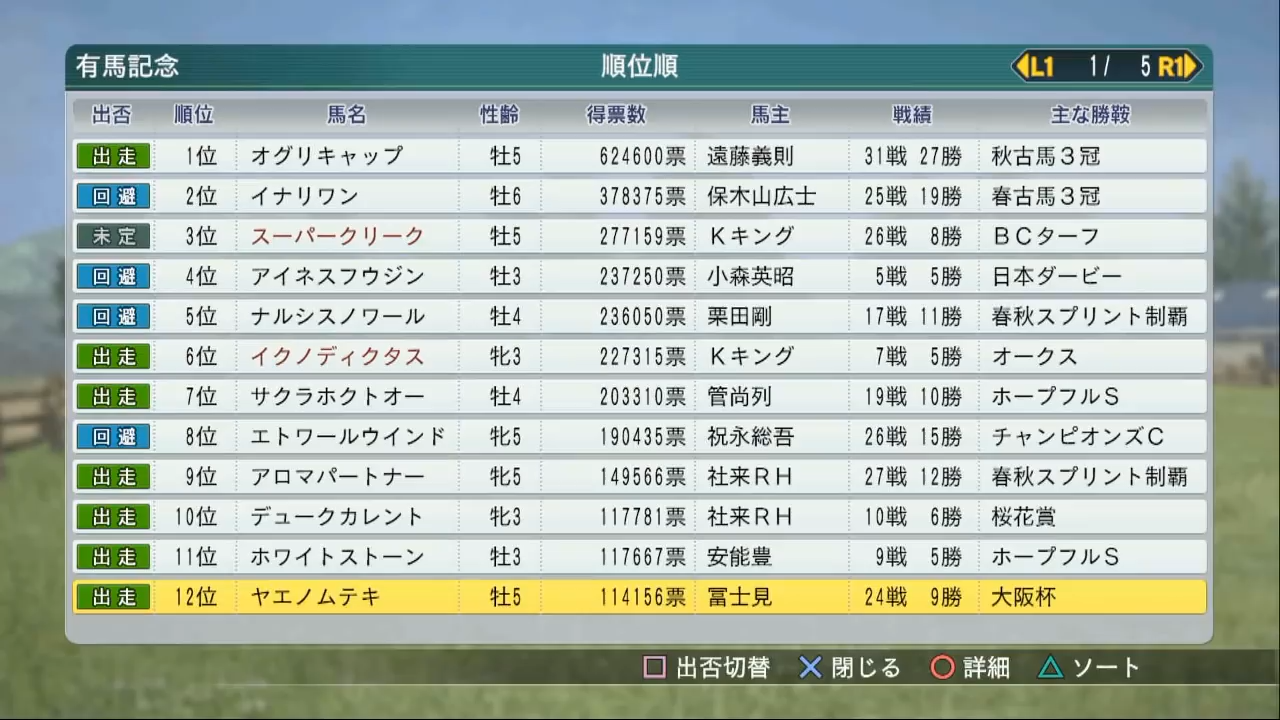 有馬記念 順位順 L1 1/ 5 R1
出否 順位 馬名 性齢 得票数 馬主 戦績 主な勝鞍
出走 1位 オグリキャップ 牡5 624600票 遠藤義則 31戦 27勝 秋古馬3冠
回避 2位 イナリワン 牡6 378375票 保木山広士 25戦 19勝 春古馬3冠
未定 3位 スーパークリーク 牡5 277159票 Kキング 26戦 8勝 BCターフ
回避 4位 アイネスフウジン 牡3 237250票 小森英昭 5戦 5勝 日本ダービー
回避 5位 ナルシスノワール 牡4 236050票 栗田剛 17戦 11勝 春秋スプリント制覇
出走 6位 イクノディクタス 牝3 227315票 Kキング 7戦 5勝 オークス
出走 7位 サクラホクトオー 牡4 203310票 管尚列 19戦 10勝 ホープフルS
回避 8位 エトワールウインド 牝5 190435票 祝永総吾 26戦 15勝 チャンピオンズC
出走 9位 アロマパートナー 牝5 149566票 社来RH 27戦 12勝 春秋スプリント制覇
出走 10位 デュークカレント 牝3 117781票 社来RH 10戦 6勝 桜花賞
出走 11位 ホワイトストーン 牡3 117667票 安能豊 9戦 5勝 ホープフルS
出走 12位 ヤエノムテキ 牡5 114156票 冨士見 24戦 9勝 大阪杯
□ 出否切替 × 閉じる ○ 詳細 △ ソート